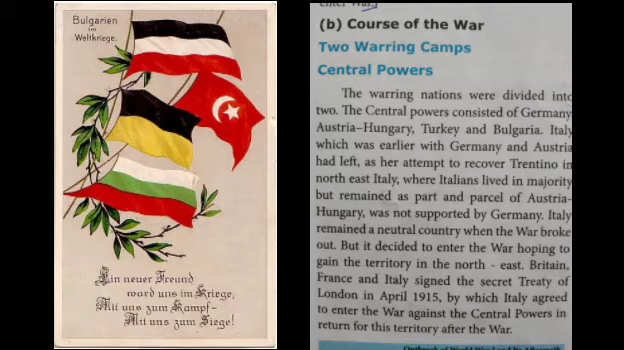 Bulgarien
im
Weltkriege.
Ein neuer Freund
ward uns im Kriege,
Mit uns zum Kampf–
Mit uns zum Siege!
(b) Course of the War
Two Warring Camps
Central Powers
The warring nations were divided into
two. The Central powers consisted of Germany
Austria–Hungary, Turkey and Bulgaria. Italy
which was earlier with Germany and Austria
had left, as her attempt to recover Trentino in
north east Italy, where Italians lived in majority
but remained as part and parcel of Austria-
Hungary, was not supported by Germany. Italy
remained a neutral country when the War broke
out. But it decided to enter the War hoping to
gain the territory in the north - east. Britain,
France and Italy signed the secret Treaty of
London in April 1915, by which Italy agreed
to enter the War against the Central Powers in
return for this territory after the War.